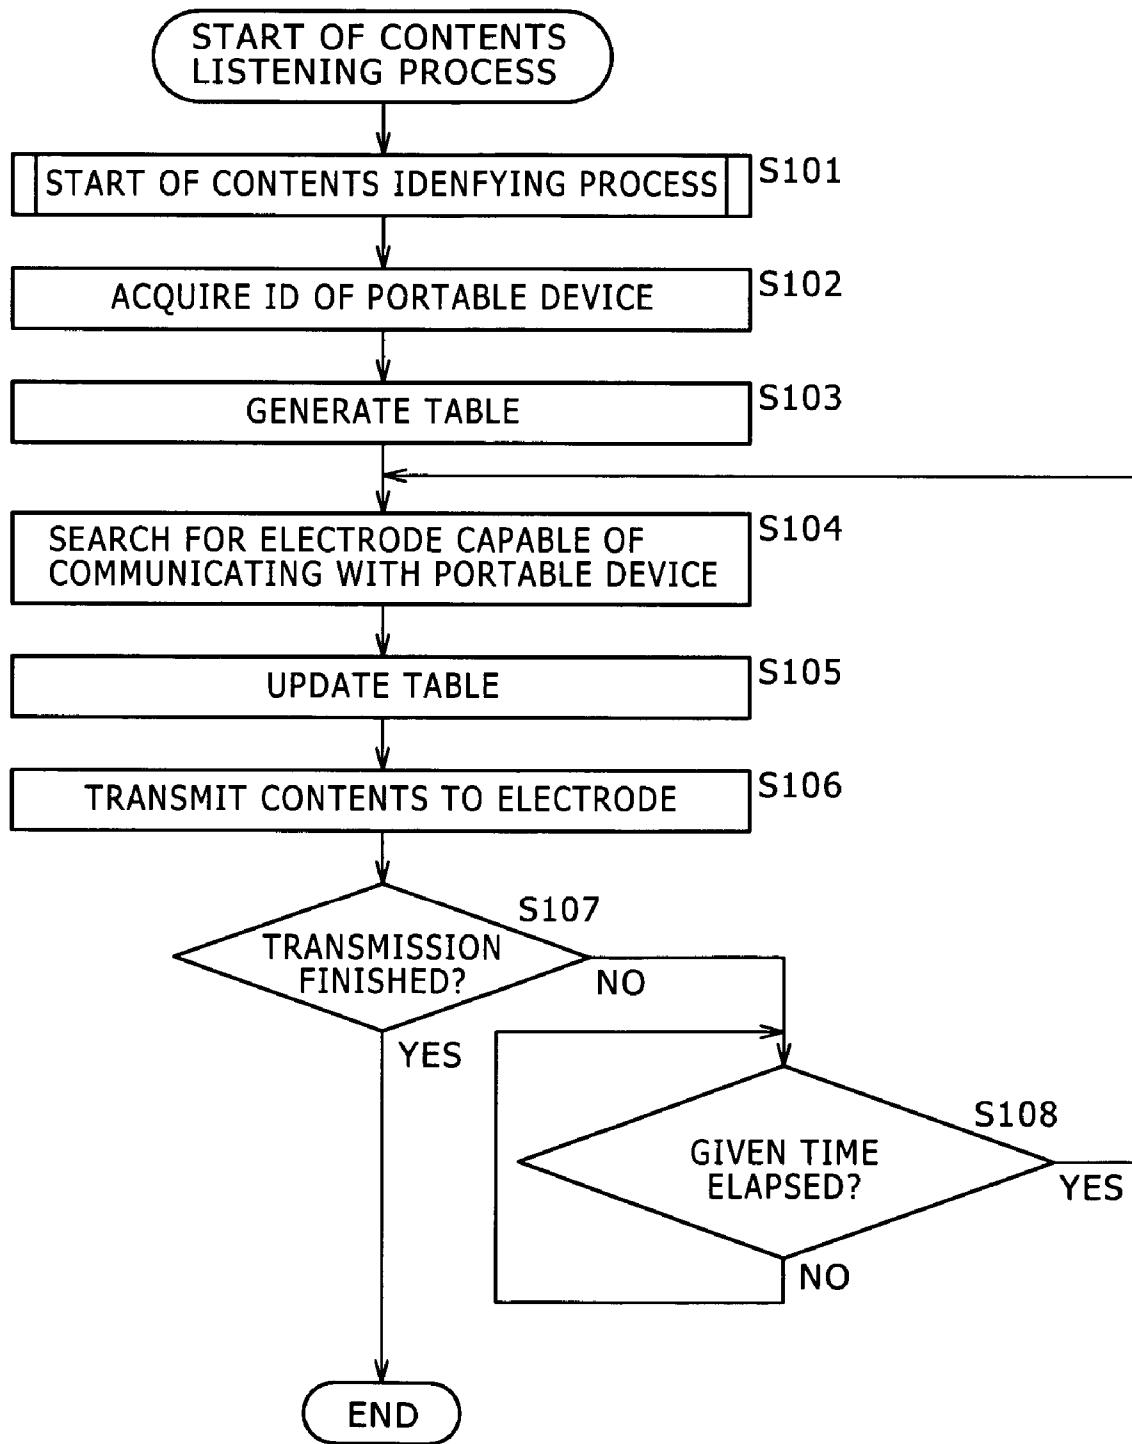 START OF CONTENTS
LISTENING PROCESS
START OF CONTENTS IDENFYING PROCESS
S101
ACQUIRE ID OF PORTABLE DEVICE
S102
GENERATE TABLE
S103
SEARCH FOR ELECTRODE CAPABLE OF
COMMUNICATING WITH PORTABLE DEVICE
S104
UPDATE TABLE
S105
TRANSMIT CONTENTS TO ELECTRODE
S106
TRANSMISSION
FINISHED?
S107
NO
YES
GIVEN TIME
ELAPSED?
S108
YES
NO
END